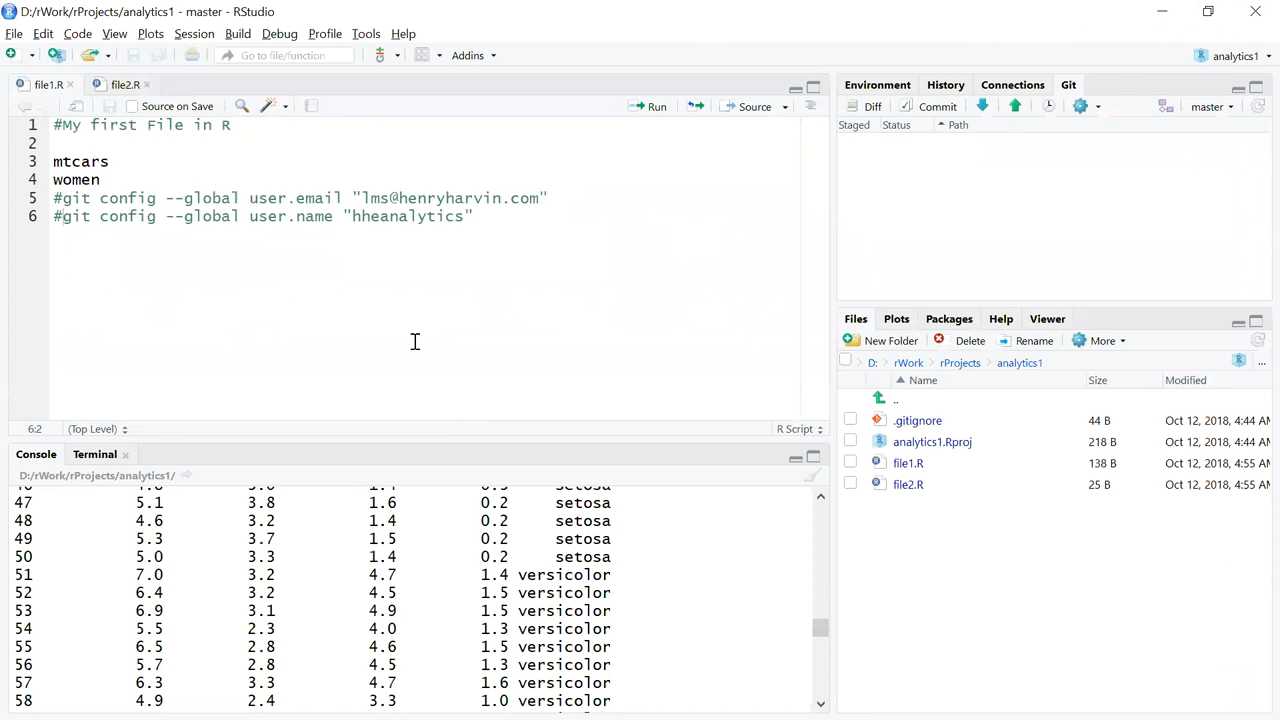 D:/rWork/rProjects/analytics1 - master - RStudio
File Edit Code View Plots Session Build Debug Profile Tools Help
Go to file/function Addins analytics1
file1.R file2.R
Source on Save Run Source
1 #My first File in R
2
3 mtcars
4 women
5 #git config --global user.email "lms@henryharvin.com"
6 #git config --global user.name "hheanalytics"
6:2 (Top Level) R Script
Console Terminal
D:/rWork/rProjects/analytics1/
47 5.1 3.8 1.6 0.2 setosa
48 4.6 3.2 1.4 0.2 setosa
49 5.3 3.7 1.5 0.2 setosa
50 5.0 3.3 1.4 0.2 setosa
51 7.0 3.2 4.7 1.4 versicolor
52 6.4 3.2 4.5 1.5 versicolor
53 6.9 3.1 4.9 1.5 versicolor
54 5.5 2.3 4.0 1.3 versicolor
55 6.5 2.8 4.6 1.5 versicolor
56 5.7 2.8 4.5 1.3 versicolor
57 6.3 3.3 4.7 1.6 versicolor
58 4.9 2.4 3.3 1.0 versicolor
Environment History Connections Git
Diff Commit master
Staged Status Path
Files Plots Packages Help Viewer
New Folder Delete Rename More
D: rWork rProjects analytics1 ...
Name Size Modified
..
.gitignore 44 B Oct 12, 2018, 4:44 AM
analytics1.Rproj 218 B Oct 12, 2018, 4:44 AM
file1.R 138 B Oct 12, 2018, 4:55 AM
file2.R 25 B Oct 12, 2018, 4:55 AM